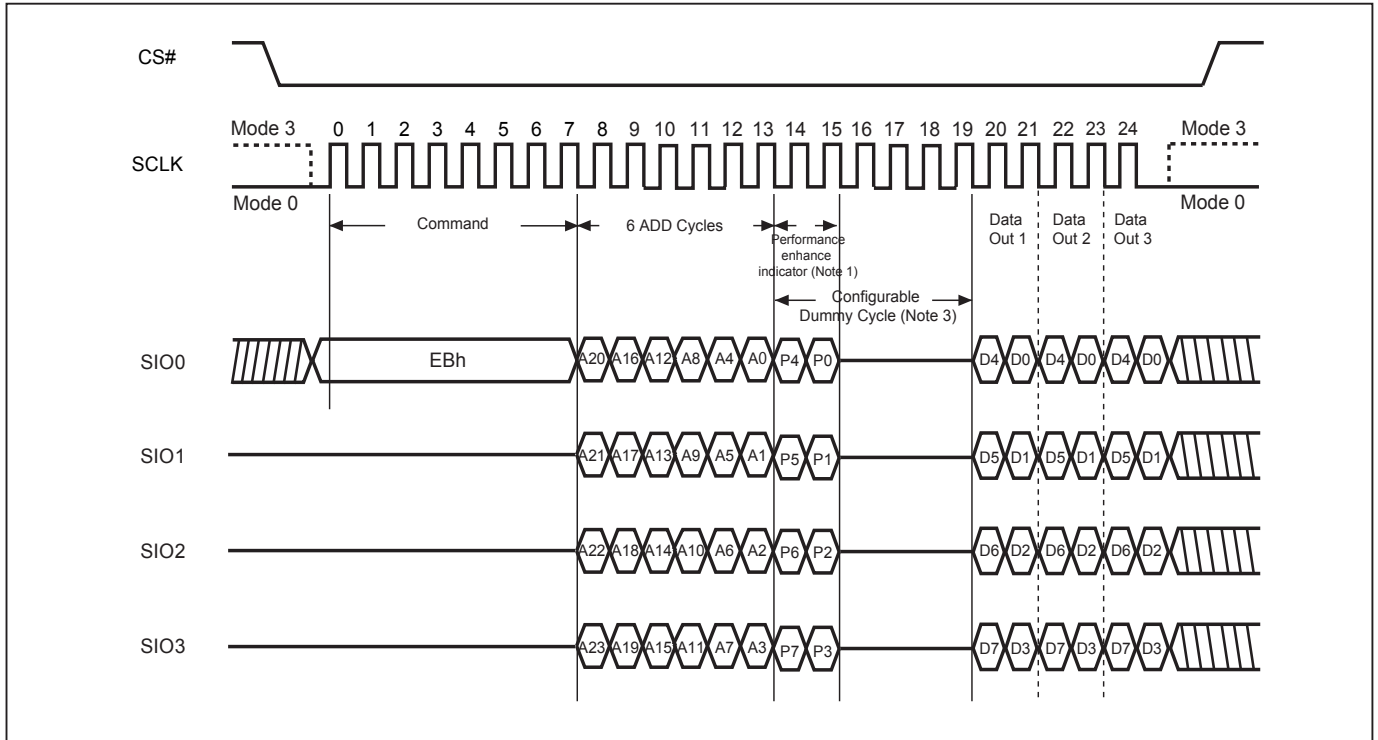 CS#
Mode 3 0 1 2 3 4 5 6 7 8 9 10 11 12 13 14 15 16 17 18 19 20 21 22 23 24 Mode 3
SCLK
Mode 0 Mode 0
Command 6 ADD Cycles Data Out 1 Data Out 2 Data Out 3
Performance
enhance
indicator (Note 1)
Configurable
Dummy Cycle (Note 3)
SIO0 EBh A20 A16 A12 A8 A4 A0 P4 P0 D4 D0 D4 D0 D4 D0
SIO1 A21 A17 A13 A9 A5 A1 P5 P1 D5 D1 D5 D1 D5 D1
SIO2 A22 A18 A14 A10 A6 A2 P6 P2 D6 D2 D6 D2 D6 D2
SIO3 A23 A19 A15 A11 A7 A3 P7 P3 D7 D3 D7 D3 D7 D3